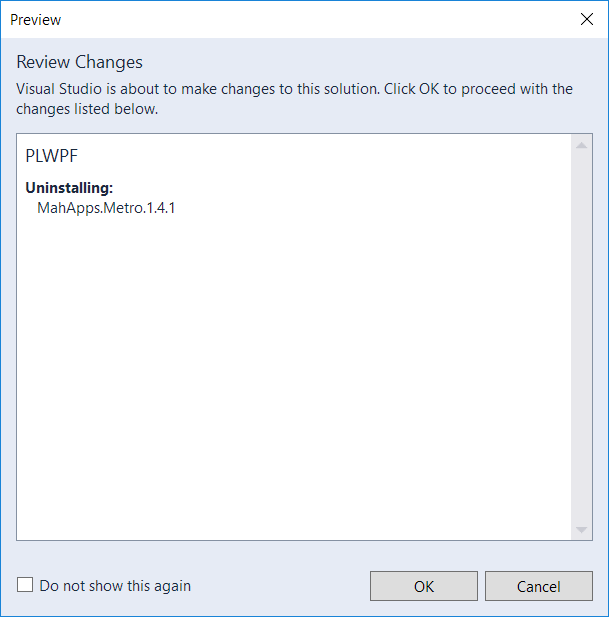 Preview
Review Changes
Visual Studio is about to make changes to this solution. Click OK to proceed with the
changes listed below.
PLWPF
Uninstalling:
MahApps.Metro.1.4.1
Do not show this again
OK
Cancel